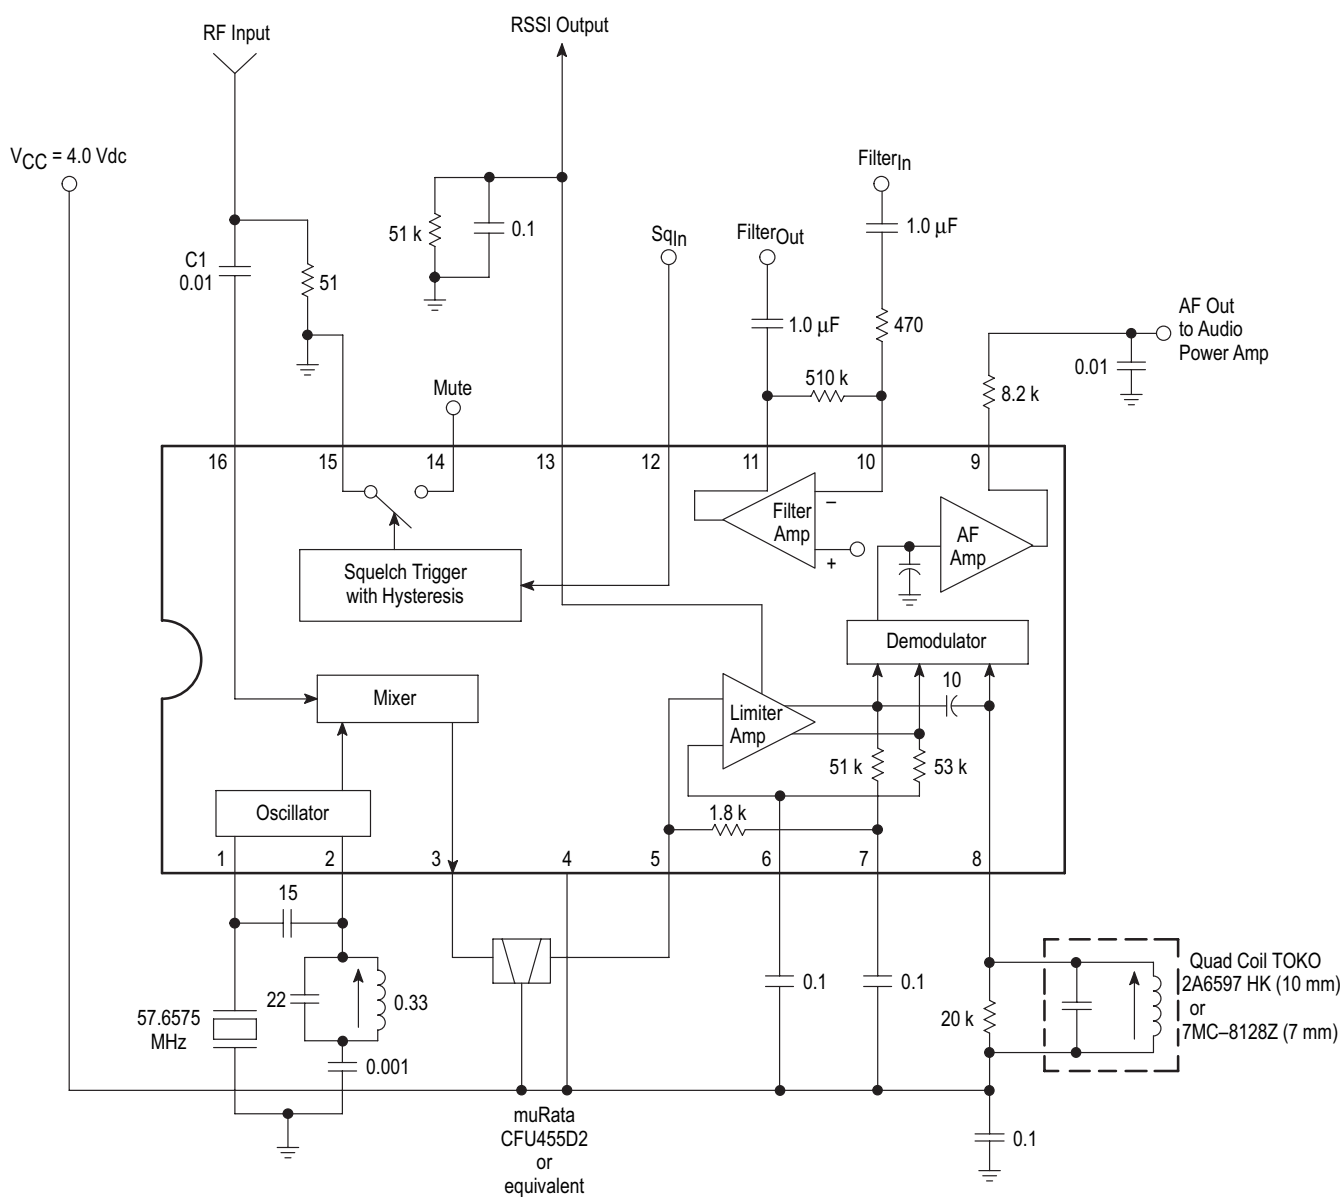 RF Input
RSSI Output
VCC = 4.0 Vdc
FilterIn
1.0 µF
51 k
0.1
SqIn
FilterOut
C1
0.01
51
1.0 µF
470
AF Out
to Audio
Power Amp
0.01
Mute
510 k
8.2 k
16
15
14
13
12
11
10
9
–
Filter
Amp
+
AF
Amp
Squelch Trigger
with Hysteresis
Demodulator
10
Mixer
Limiter
Amp
51 k
53 k
Oscillator
1.8 k
1
2
3
4
5
6
7
8
15
22
0.33
57.6575
MHz
0.001
0.1
0.1
20 k
Quad Coil TOKO
2A6597 HK (10 mm)
or
7MC–8128Z (7 mm)
muRata
CFU455D2
or
equivalent
0.1